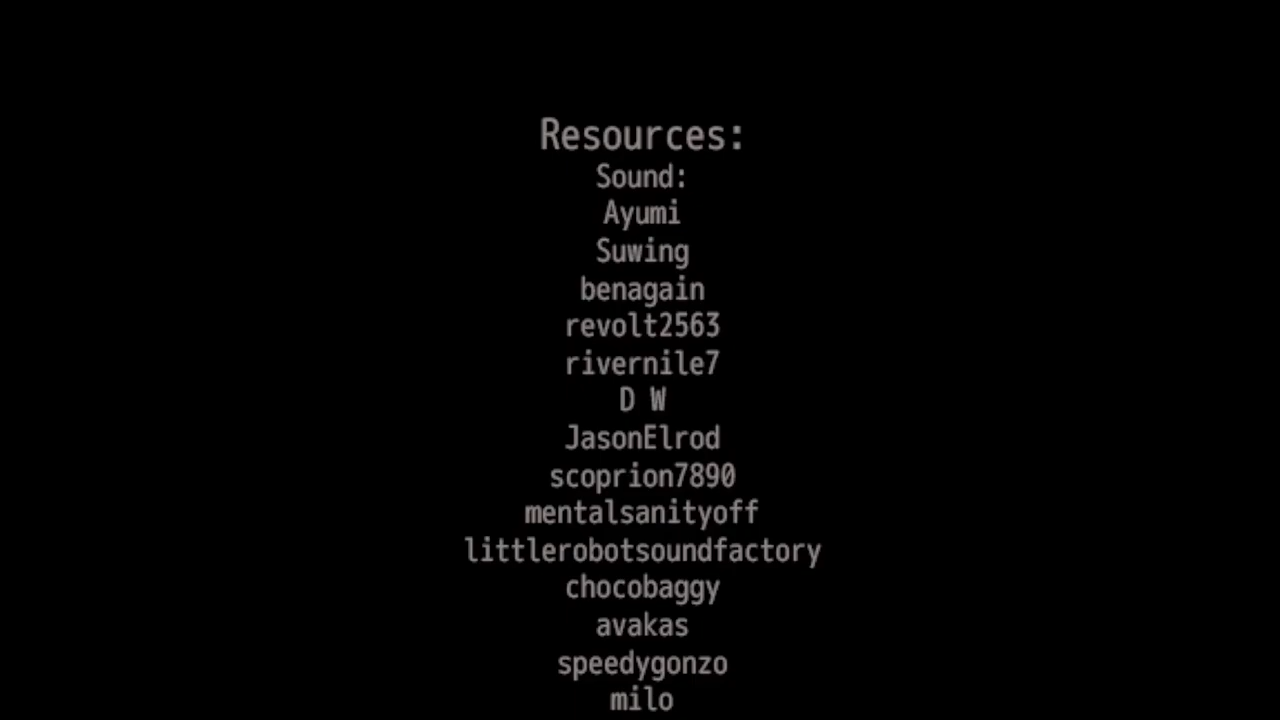 Resources:
Sound:
Ayumi
Suwing
benagain
revolt2563
rivernile7
D W
JasonElrod
scoprion7890
mentalsanityoff
littlerobotsoundfactory
chocobaggy
avakas
speedygonzo
milo